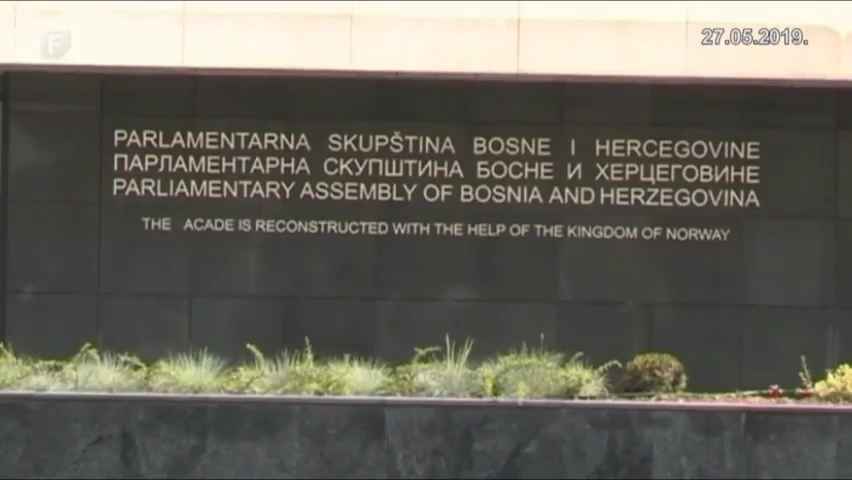 F
27.05.2019.
PARLAMENTARNA SKUPŠTINA BOSNE I HERCEGOVINE
ПАРЛАМЕНТАРНА СКУПШТИНА БОСНЕ И ХЕРЦЕГОВИНЕ
PARLIAMENTARY ASSEMBLY OF BOSNIA AND HERZEGOVINA
THE ACADE IS RECONSTRUCTED WITH THE HELP OF THE KINGDOM OF NORWAY